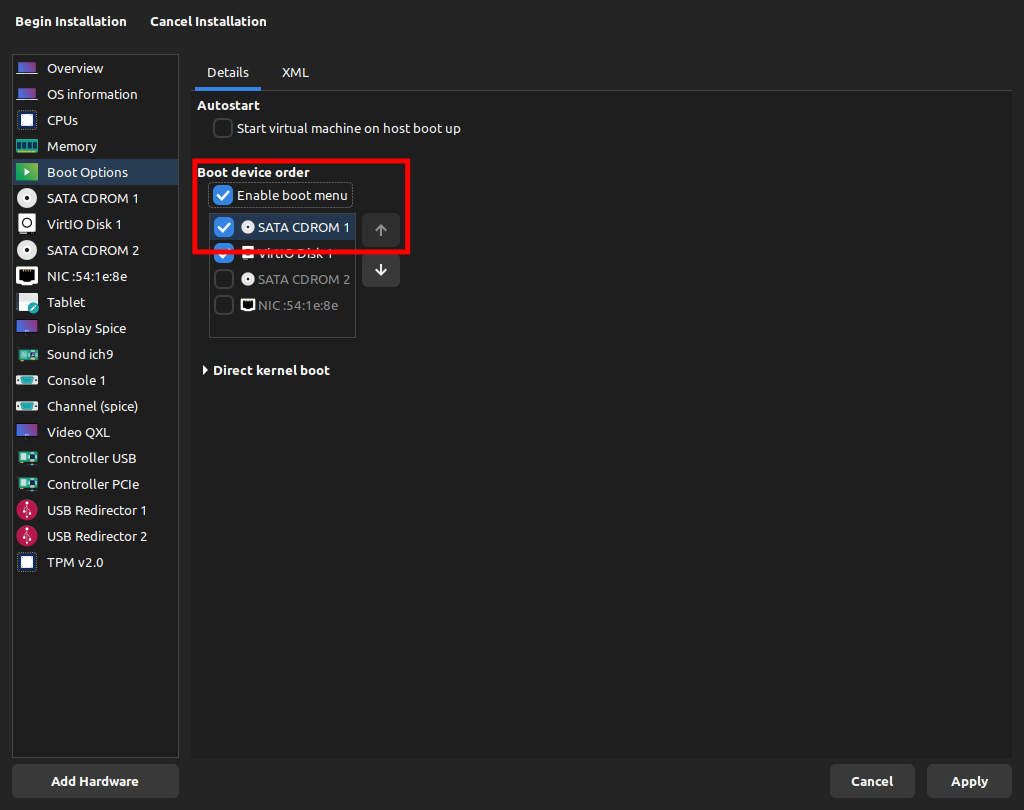 Begin Installation Cancel Installation
Overview
OS information
CPUs
Memory
Boot Options
SATA CDROM 1
VirtIO Disk 1
SATA CDROM 2
NIC :54:1e:8e
Tablet
Display Spice
Sound ich9
Console 1
Channel (spice)
Video QXL
Controller USB
Controller PCIe
USB Redirector 1
USB Redirector 2
TPM v2.0
Add Hardware
Details XML
Autostart
Start virtual machine on host boot up
Boot device order
Enable boot menu
SATA CDROM 1
VirtIO Disk 1
SATA CDROM 2
NIC :54:1e:8e
Direct kernel boot
Cancel Apply